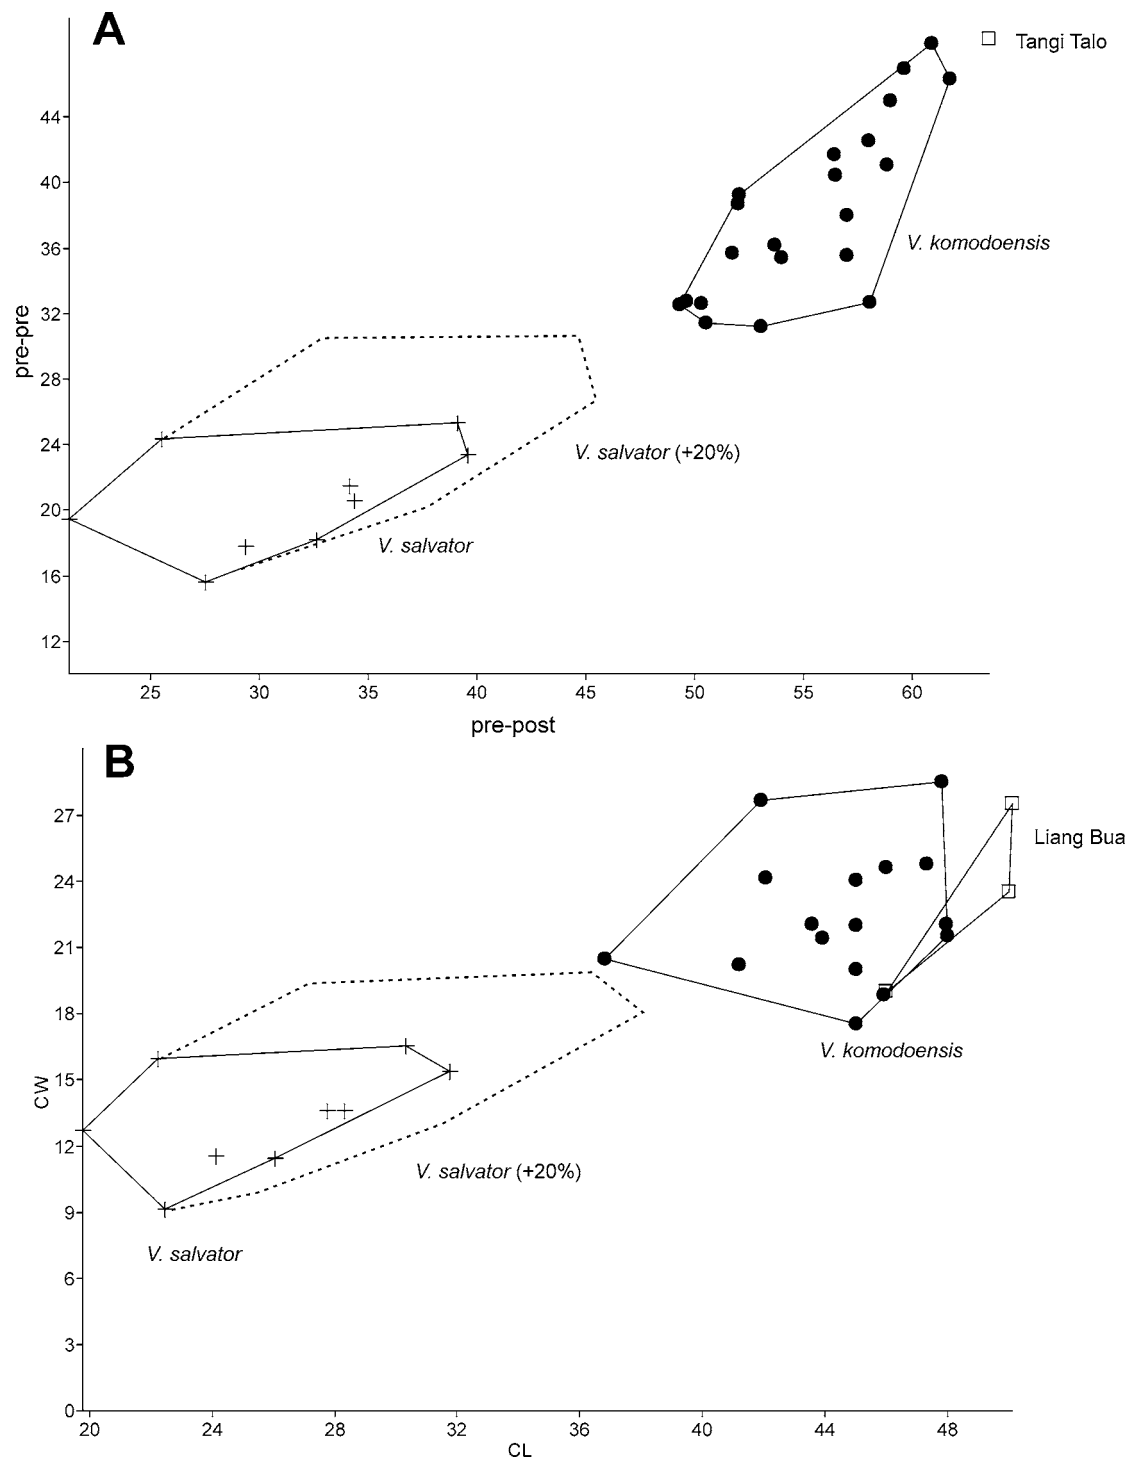 A
Tangi Talo
44
40
V. komodoensis
36
32
pre-pre
28
V. salvator (+20%)
24
20
V. salvator
16
12
25 30 35 40 45 50 55 60
pre-post
B
27
Liang Bua
24
21
18
V. komodoensis
15
CW
12
V. salvator (+20%)
9
V. salvator
6
3
0
20 24 28 32 36 40 44 48
CL